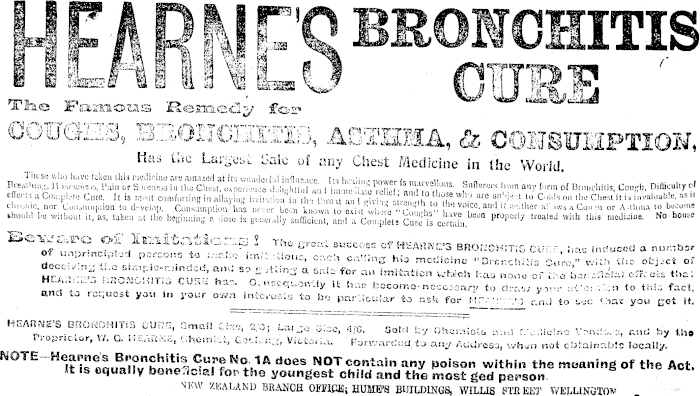 HEARNE'S BRONCHITIS
CURE
The Famous Remedy for
COUGHS, BRONCHITIS, ASTHMA, & CONSUMPTION,
Has the Largest Sale of any Chest Medicine in the World.
Those who have taken this medicine are amazed at its wonderful influence. Its healing power is marvellous. Sufferers from any form of Bronchitis, Cough, Difficulty of
Breathing, Hoarseness, Pain or Soreness in the Chest, experience delightful and immediate relief; and to those who are subject to Colds on the Chest it is invaluable, as it
effects a Complete Cure. It is most comforting in allaying irritation in the throat and giving strength to the voice, and it neither allows a Cough or Asthma to become
chronic, nor Consumption to develop. Consumption has never been known to exist where "Coughs" have been properly treated with this medicine. No house
should be without it, as, taken at the beginning a dose is generally sufficient, and a Complete Cure is certain.
Beware of Imitations! The great success of HEARNE'S BRONCHITIS CURE, has induced a number
of unprincipled persons to make imitations, each calling his medicine "Bronchitis Cure," with the object of
deceiving the simple-minded, and so getting a sale for an imitation which has none of the beneficial effects that
HEARNE'S BRONCHITIS CURE has. Consequently it has become necessary to draw your attention to this fact,
and to request you in your own interests to be particular to ask for HEARNE'S and to see that you get it.
HEARNE'S BRONCHITIS CURE, Small Size, 2/6; Large Size, 4/6. Sold by Chemists and Medicine Vendors, and by the
Proprietor, W. G. HEARNE, Chemist, Geelong, Victoria. Forwarded to any Address, when not obtainable locally.
NOTE—Hearne's Bronchitis Cure No. 1A does NOT contain any poison within the meaning of the Act.
It is equally beneficial for the youngest child and the most ged person.
NEW ZEALAND BRANCH OFFICE; HUME'S BUILDINGS, WILLIS STREET WELLINGTON